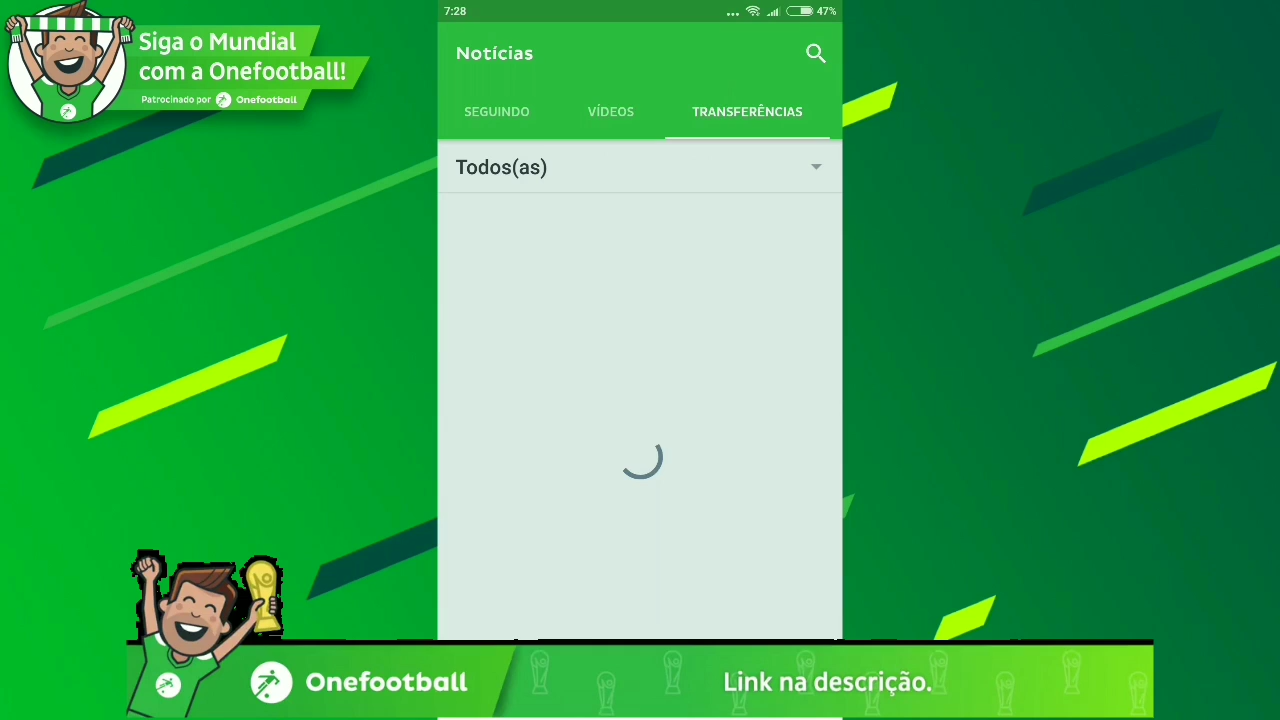 Siga o Mundial
com a Onefootball!
Patrocinado por Onefootball
7:28
47%
Notícias
SEGUINDO VÍDEOS TRANSFERÊNCIAS
Todos(as)
Onefootball
Link na descrição.